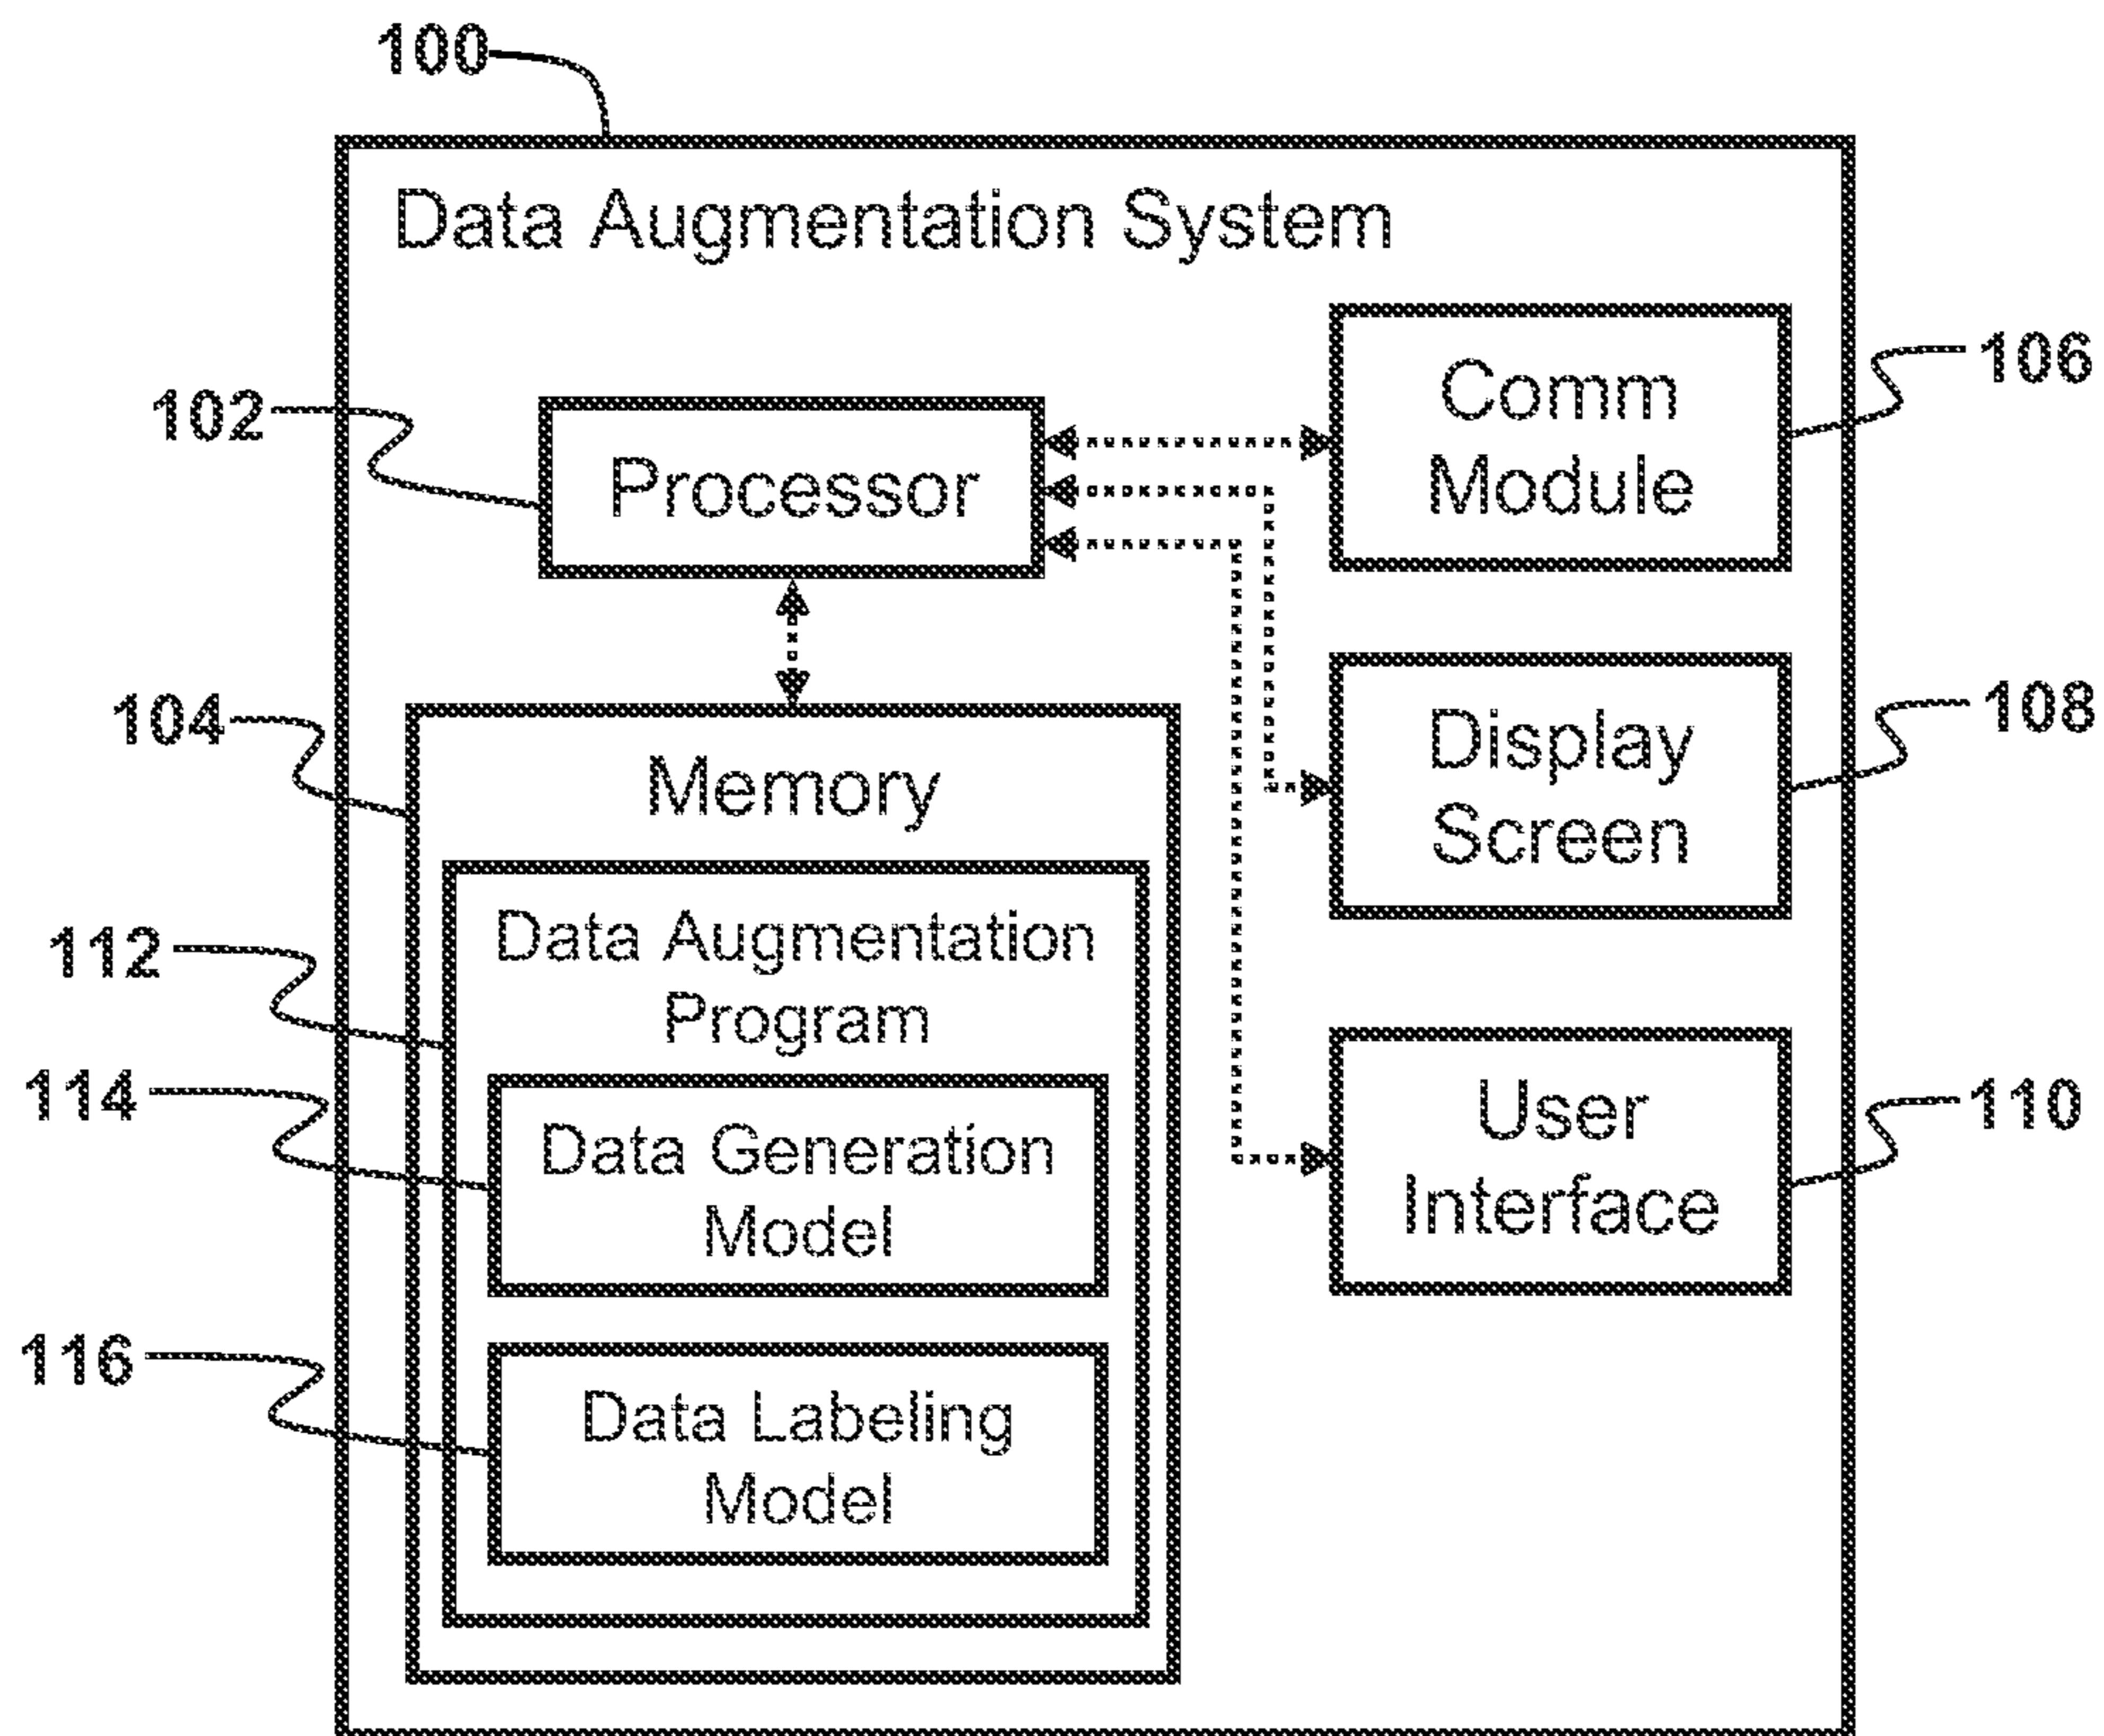 100
Data Augmentation System
Comm
Module
106
102
Processor
104
Memory
Display
Screen
108
112
Data Augmentation
Program
114
Data Generation
Model
User
Interface
110
116
Data Labeling
Model